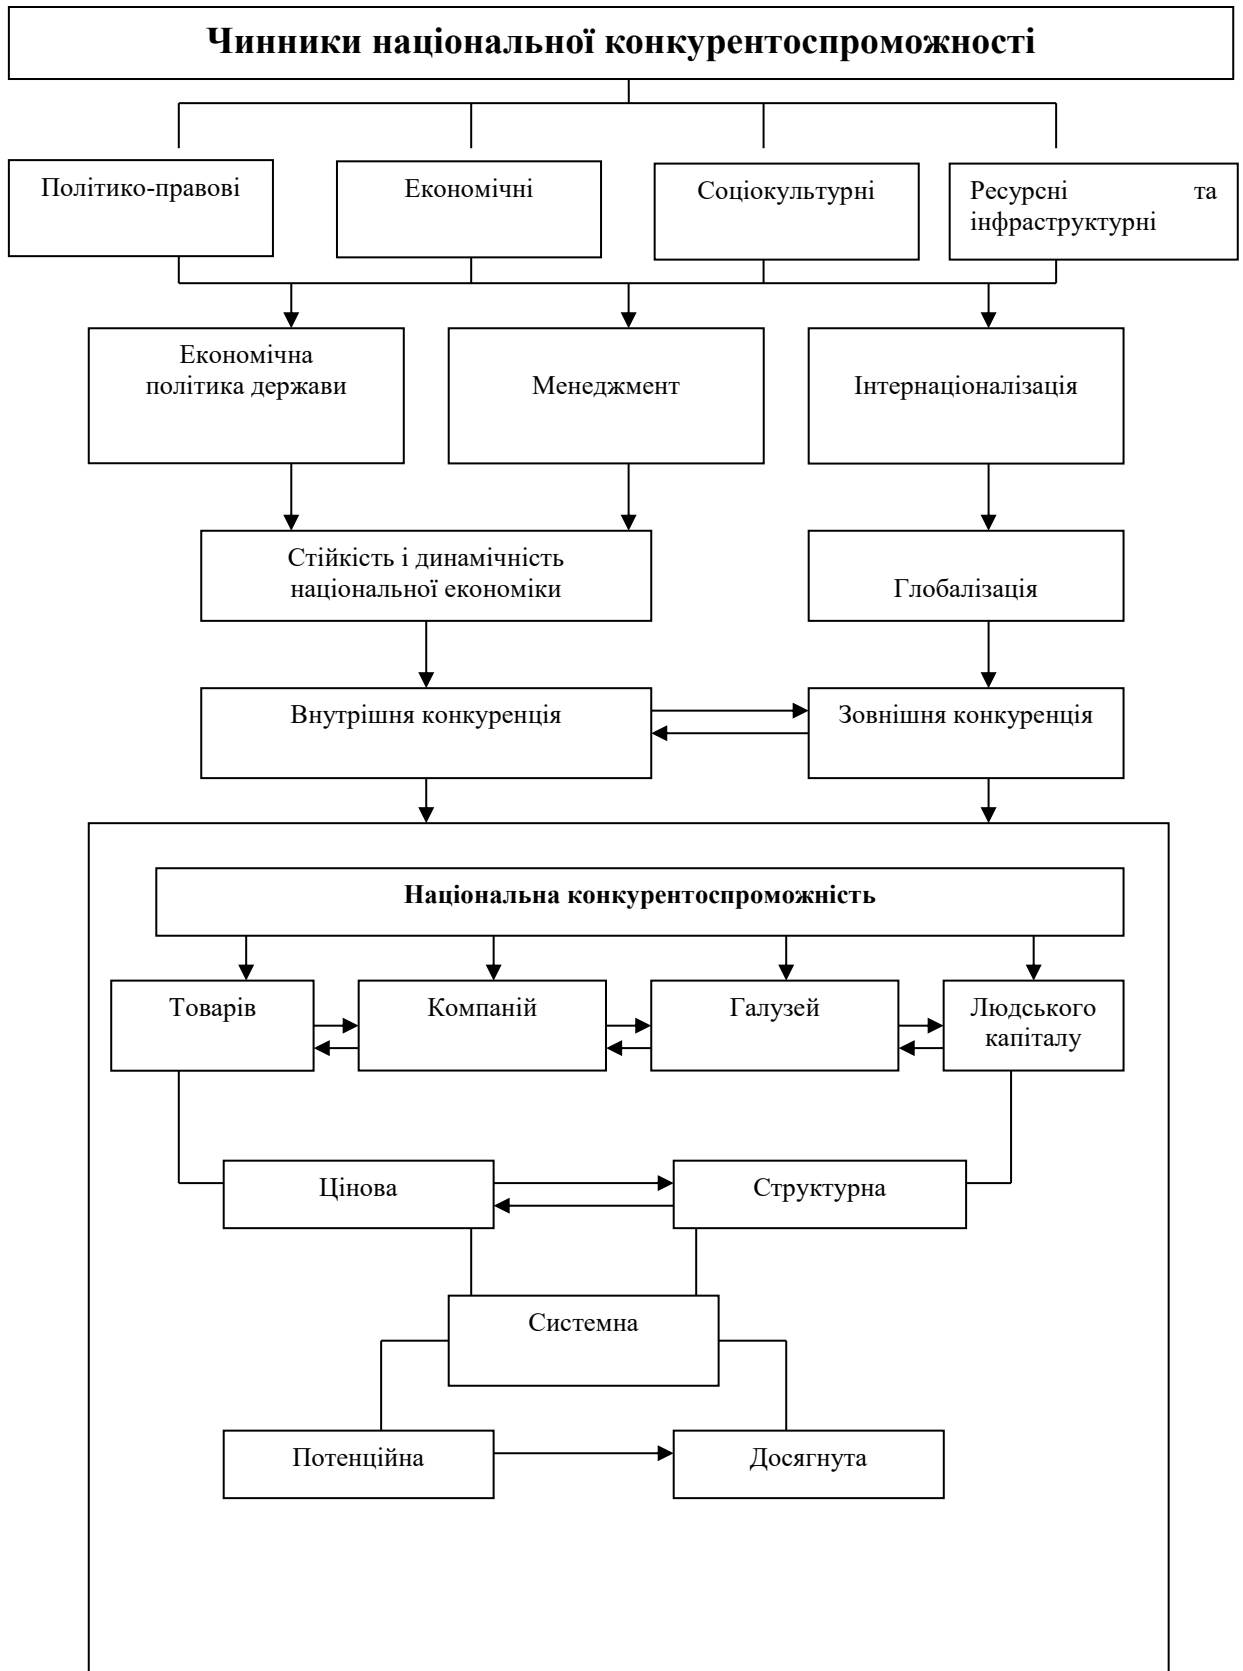 Чинники національної конкурентоспроможності
Політико-правові
Економічні
Соціокультурні
Ресурсні та
інфраструктурні
Економічна
політика держави
Менеджмент
Інтернаціоналізація
Стійкість і динамічність
національної економіки
Глобалізація
Внутрішня конкуренція
Зовнішня конкуренція
Національна конкурентоспроможність
Товарів
Компаній
Галузей
Людського
капіталу
Цінова
Структурна
Системна
Потенційна
Досягнута